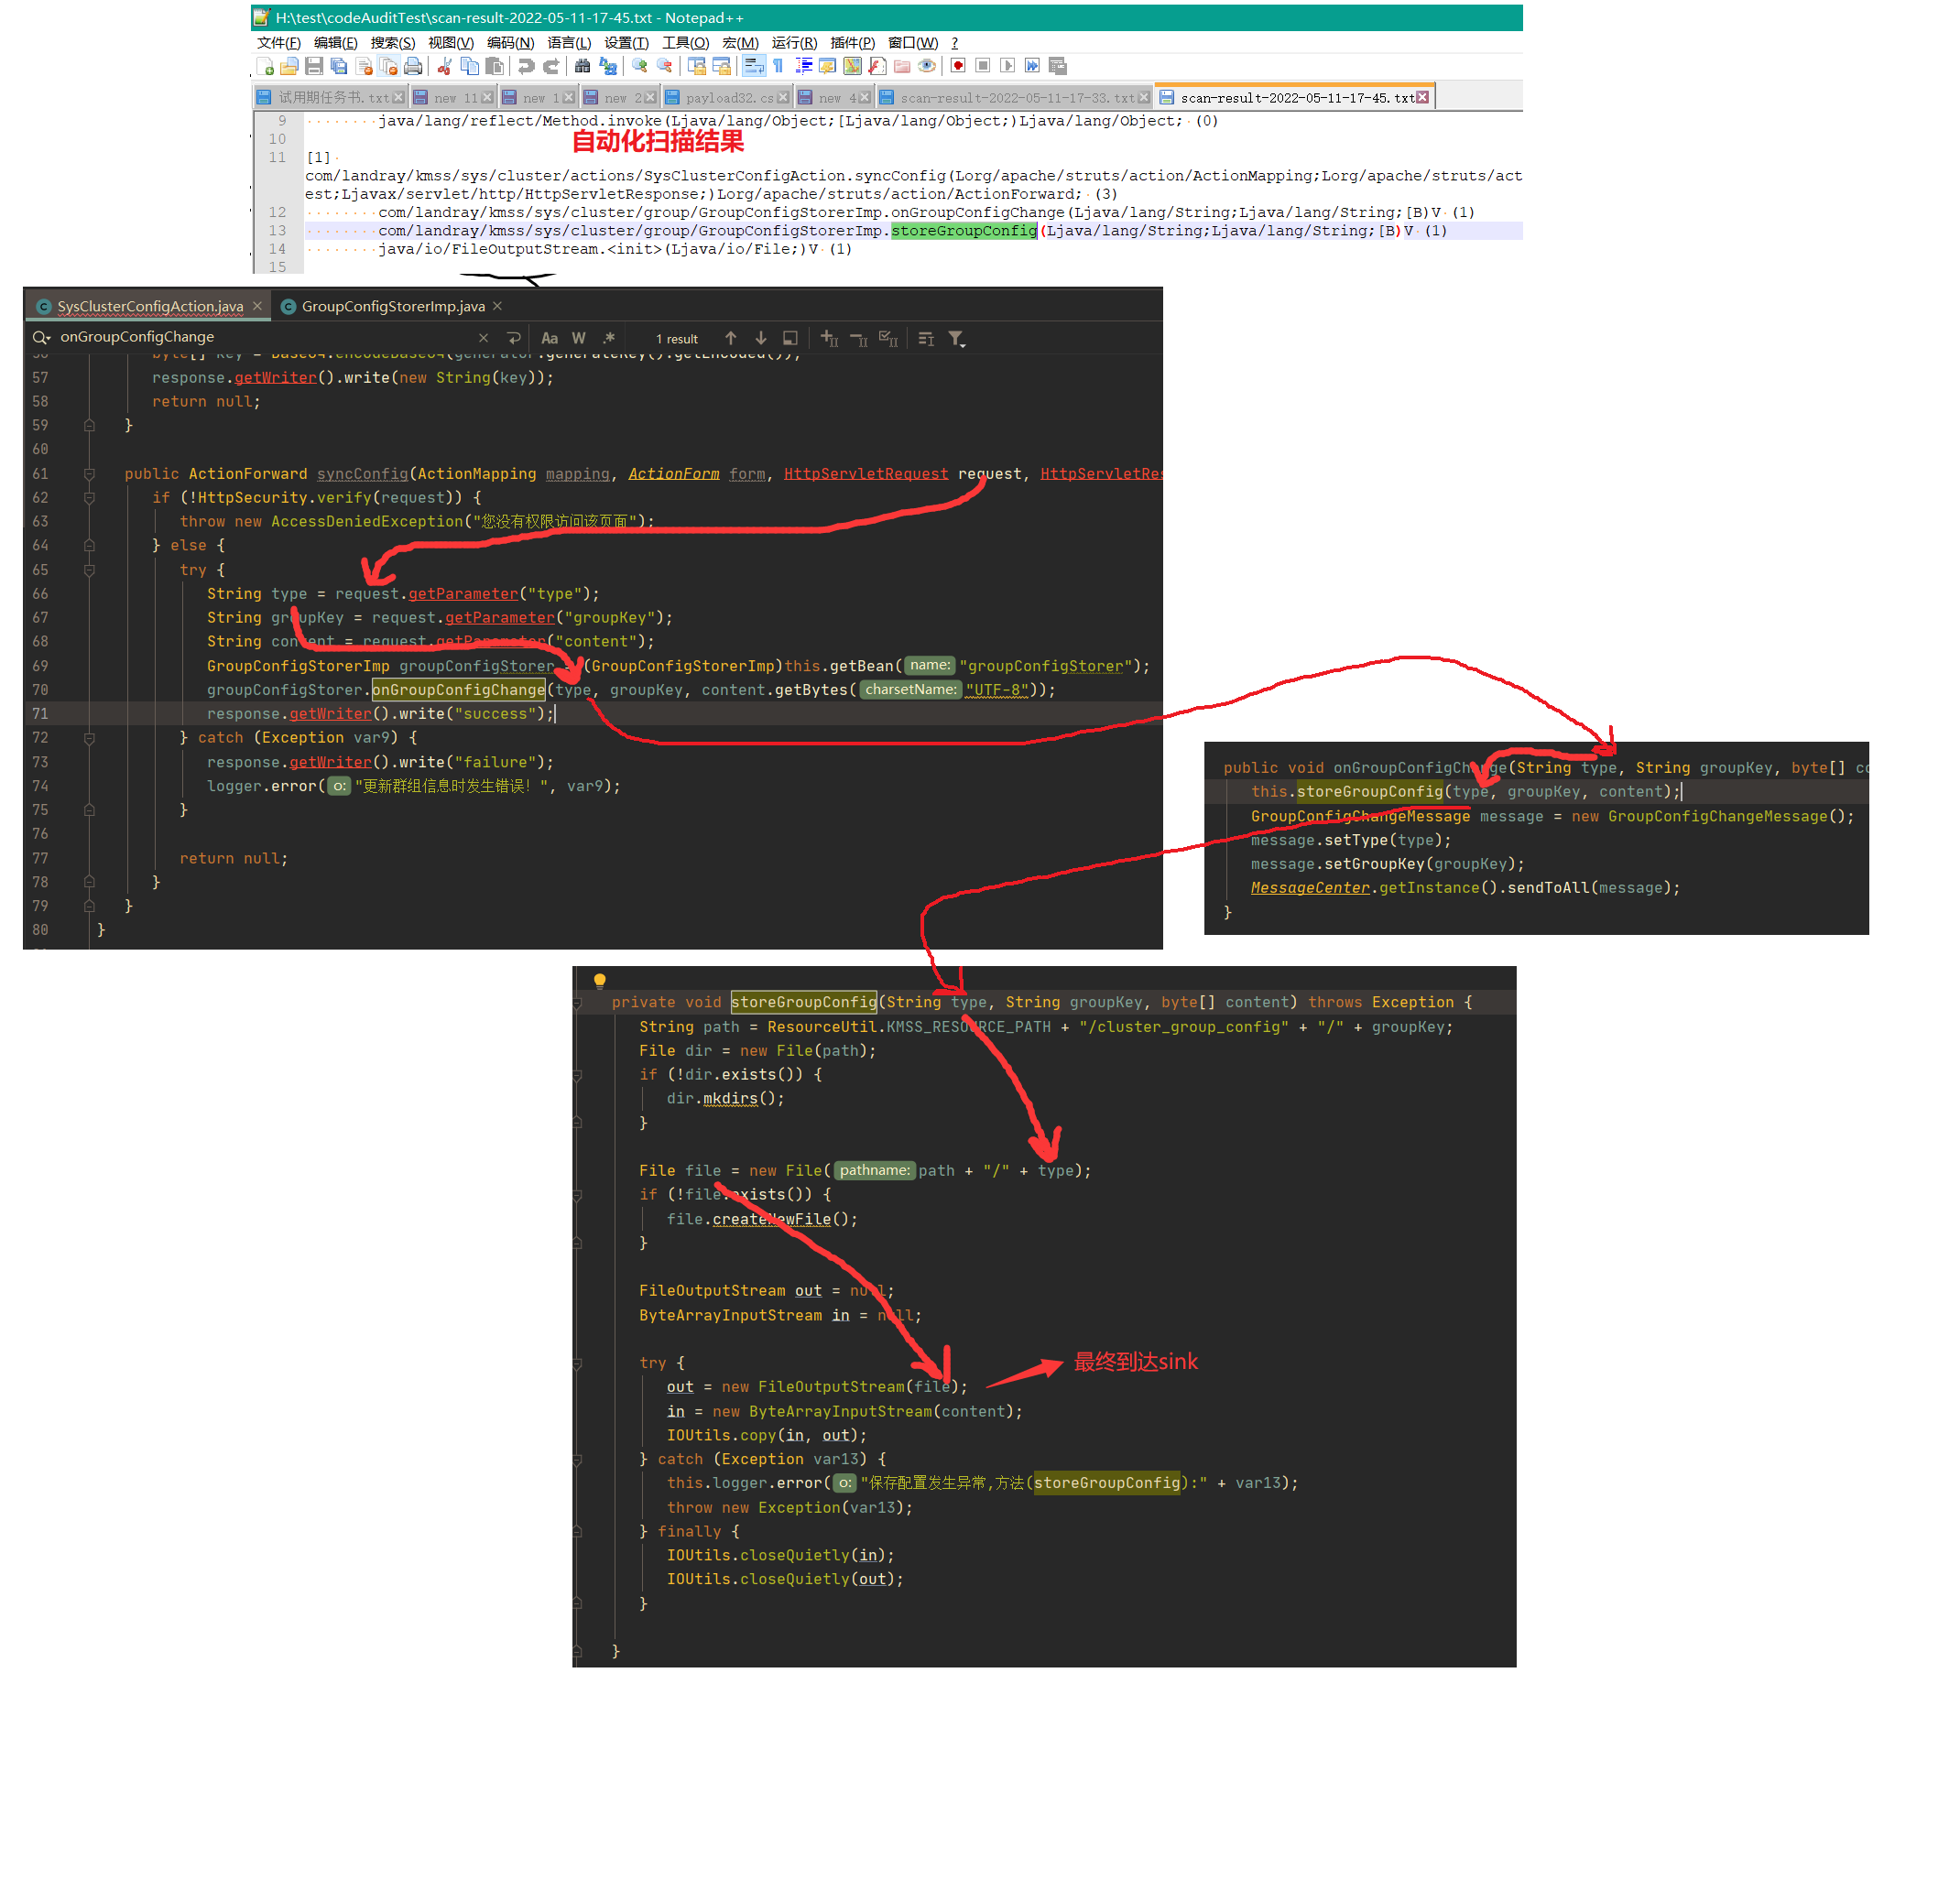 H:\test\codeAuditTest\scan-result-2022-05-11-17-45.txt - Notepad++
文件(F) 编辑(E) 搜索(S) 视图(V) 编码(N) 语言(L) 设置(T) 工具(O) 宏(M) 运行(R) 插件(P) 窗口(W) ?
试用期任务书.txt new 11 new 1 new 2 payload32.cs new 4 scan-result-2022-05-11-17-33.txt scan-result-2022-05-11-17-45.txt
9 java/lang/reflect/Method.invoke(Ljava/lang/Object;[Ljava/lang/Object;)Ljava/lang/Object; (0)
10
自动化扫描结果
11 [1]
com/landray/kmss/sys/cluster/actions/SysClusterConfigAction.syncConfig(Lorg/apache/struts/action/ActionMapping;Lorg/apache/struts/act
est;Ljavax/servlet/http/HttpServletResponse;)Lorg/apache/struts/action/ActionForward; (3)
12 com/landray/kmss/sys/cluster/group/GroupConfigStorerImp.onGroupConfigChange(Ljava/lang/String;Ljava/lang/String;[B)V (1)
13 com/landray/kmss/sys/cluster/group/GroupConfigStorerImp.storeGroupConfig(Ljava/lang/String;Ljava/lang/String;[B)V (1)
14 java/io/FileOutputStream.<init>(Ljava/io/File;)V (1)
15
SysClusterConfigAction.java GroupConfigStorerImp.java
onGroupConfigChange Aa W .* 1 result
57 response.getWriter().write(new String(key));
58 return null;
59 }
60
61 public ActionForward syncConfig(ActionMapping mapping, ActionForm form, HttpServletRequest request, HttpServletRes
62 if (!HttpSecurity.verify(request)) {
63 throw new AccessDeniedException("您没有权限访问该页面");
64 } else {
65 try {
66 String type = request.getParameter("type");
67 String groupKey = request.getParameter("groupKey");
68 String content = request.getParameter("content");
69 GroupConfigStorerImp groupConfigStorer = (GroupConfigStorerImp)this.getBean( name: "groupConfigStorer");
70 groupConfigStorer.onGroupConfigChange(type, groupKey, content.getBytes( charsetName: "UTF-8"));
71 response.getWriter().write("success");
72 } catch (Exception var9) {
73 response.getWriter().write("failure");
74 logger.error( o: "更新群组信息时发生错误！", var9);
75 }
76
77 return null;
78 }
79 }
80 }
public void onGroupConfigChange(String type, String groupKey, byte[] co
this.storeGroupConfig(type, groupKey, content);
GroupConfigChangeMessage message = new GroupConfigChangeMessage();
message.setType(type);
message.setGroupKey(groupKey);
MessageCenter.getInstance().sendToAll(message);
}
private void storeGroupConfig(String type, String groupKey, byte[] content) throws Exception {
String path = ResourceUtil.KMSS_RESOURCE_PATH + "/cluster_group_config" + "/" + groupKey;
File dir = new File(path);
if (!dir.exists()) {
dir.mkdirs();
}
File file = new File( pathname: path + "/" + type);
if (!file.exists()) {
file.createNewFile();
}
FileOutputStream out = null;
ByteArrayInputStream in = null;
try {
最终到达sink
out = new FileOutputStream(file);
in = new ByteArrayInputStream(content);
IOUtils.copy(in, out);
} catch (Exception var13) {
this.logger.error( o: "保存配置发生异常,方法(storeGroupConfig):" + var13);
throw new Exception(var13);
} finally {
IOUtils.closeQuietly(in);
IOUtils.closeQuietly(out);
}
}